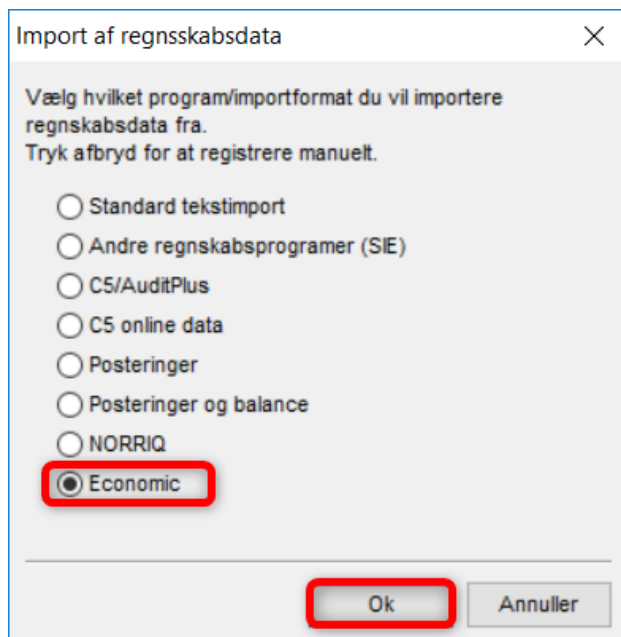 Import af regnsskabsdata
Vælg hvilket program/importformat du vil importere
regnskabsdata fra.
Tryk afbryd for at registrere manuelt.
Standard tekstimport
Andre regnskabsprogramer (SIE)
C5/AuditPlus
C5 online data
Posteringer
Posteringer og balance
NORRIQ
Economic
Ok
Annuller